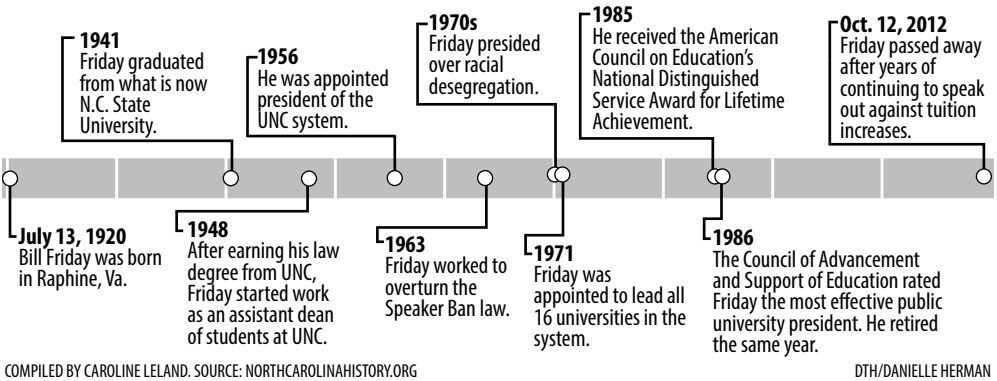 1941
Friday graduated
from what is now
N.C. State
University.
1956
He was appointed
president of the
UNC system.
1970s
Friday presided
over racial
desegregation.
1985
He received the American
Council on Education’s
National Distinguished
Service Award for Lifetime
Achievement.
Oct. 12, 2012
Friday passed away
after years of
continuing to speak
out against tuition
increases.
July 13, 1920
Bill Friday was born
in Raphine, Va.
1948
After earning his law
degree from UNC,
Friday started work
as an assistant dean
of students at UNC.
1963
Friday worked to
overturn the
Speaker Ban law.
1971
Friday was
appointed to lead all
16 universities in the
system.
1986
The Council of Advancement
and Support of Education rated
Friday the most effective public
university president. He retired
the same year.
COMPILED BY CAROLINE LELAND. SOURCE: NORTHCAROLINAHISTORY.ORG
DTH/DANIELLE HERMAN